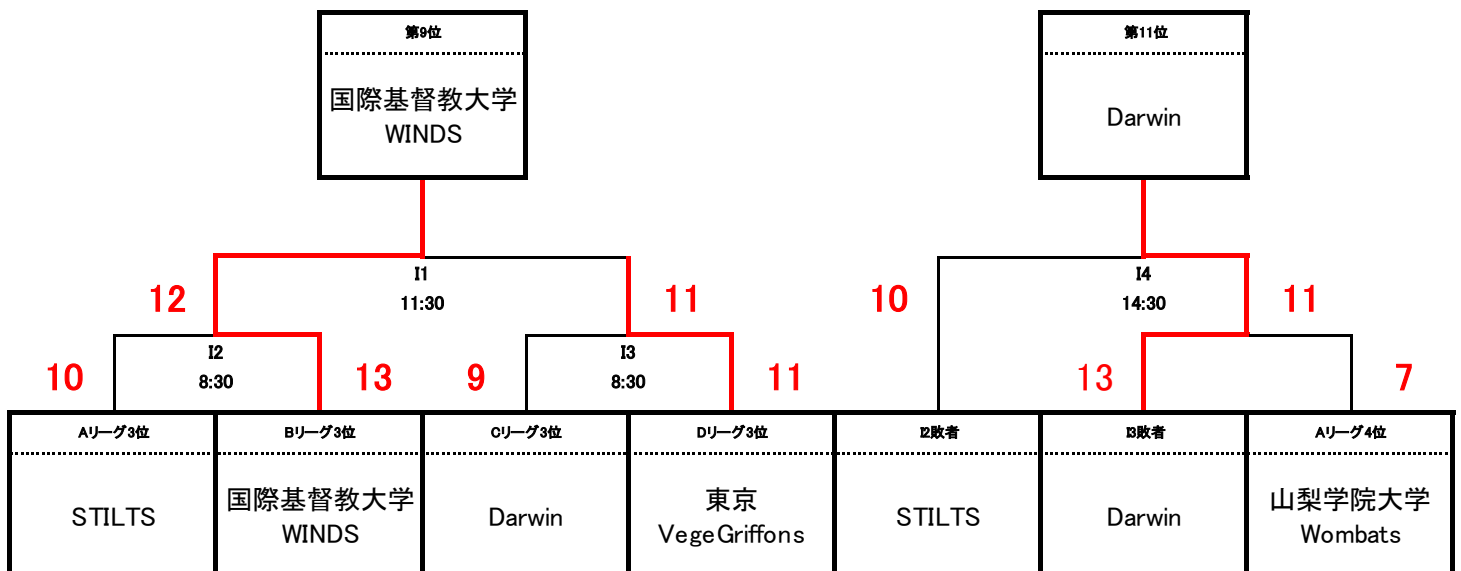 第9位
国際基督教大学
WINDS
第11位
Darwin
I1
11:30
12
11
I4
14:30
10
11
I2
8:30
10
13
I3
8:30
9
11
13
7
Aリーグ3位
Bリーグ3位
Cリーグ3位
Dリーグ3位
I2敗者
I3敗者
Aリーグ4位
STILTS
国際基督教大学
WINDS
Darwin
東京
VegeGriffons
STILTS
Darwin
山梨学院大学
Wombats